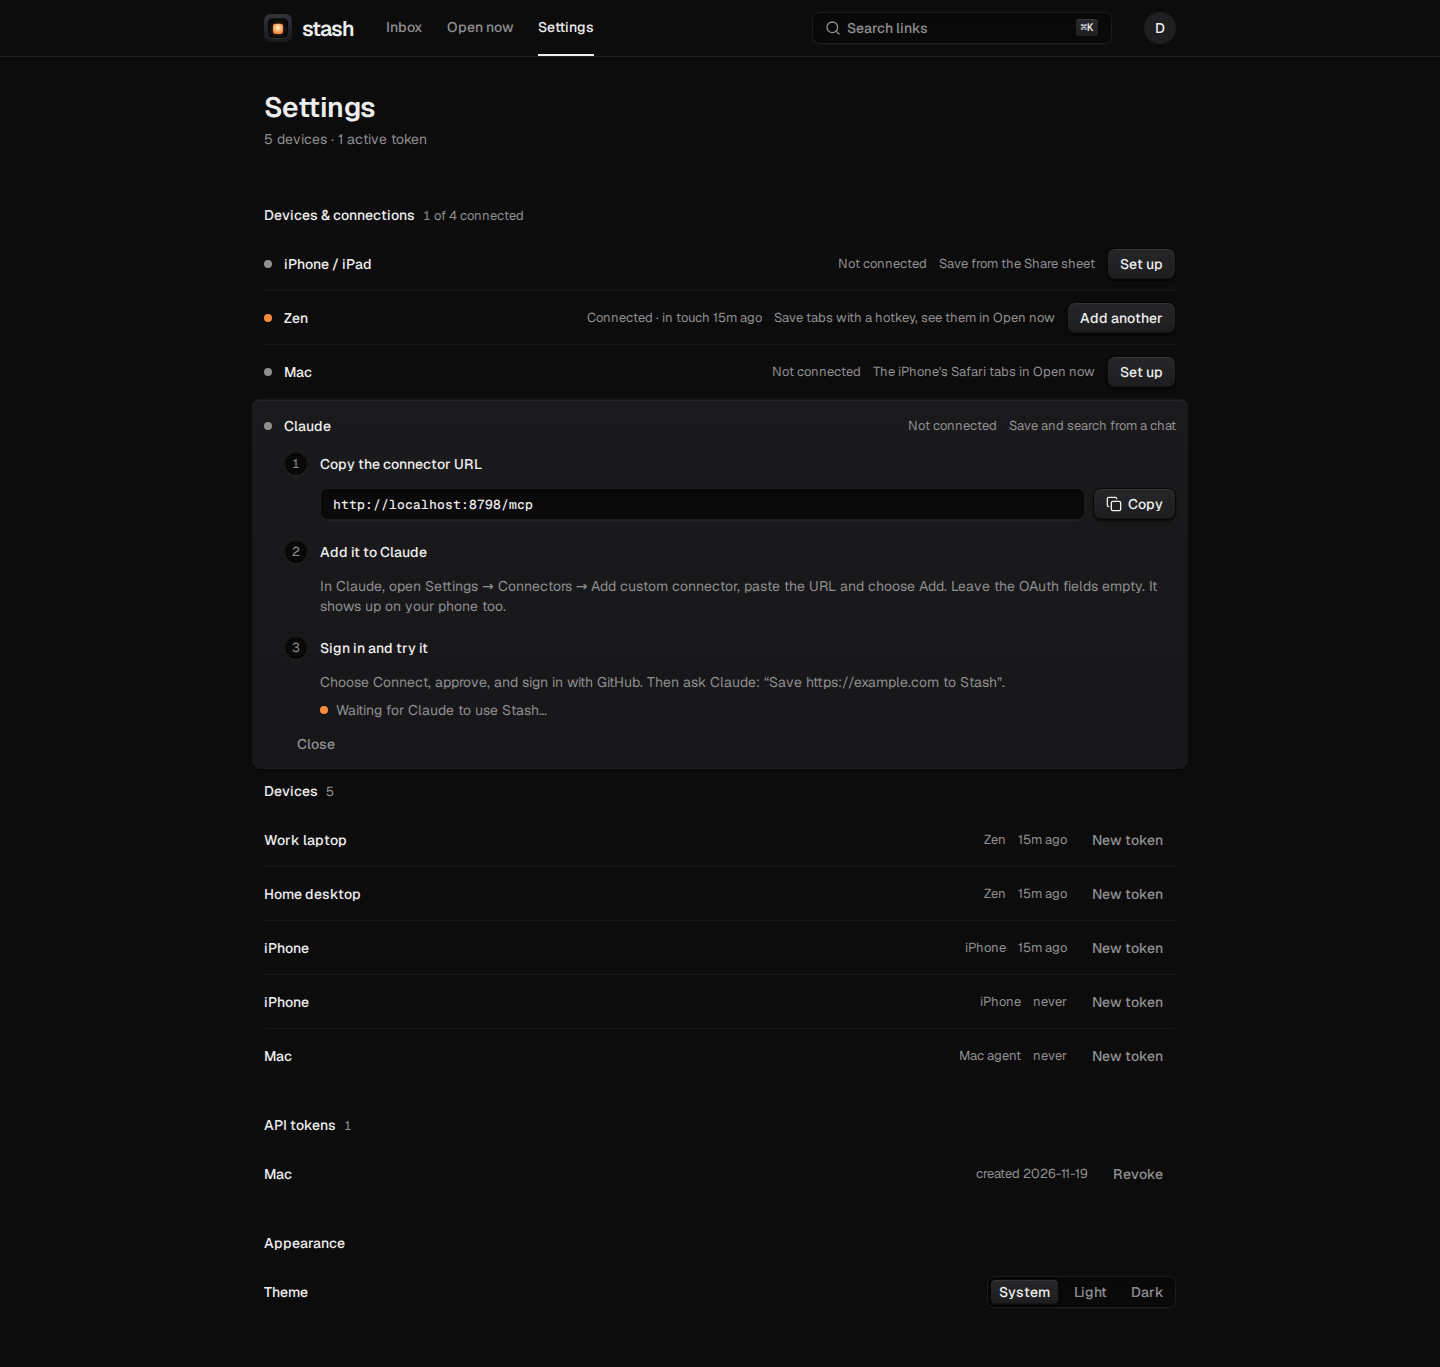 stash Inbox Open now Settings Search links ⌘K D
Settings
5 devices · 1 active token
Devices & connections 1 of 4 connected
iPhone / iPad Not connected Save from the Share sheet Set up
Zen Connected · in touch 15m ago Save tabs with a hotkey, see them in Open now Add another
Mac Not connected The iPhone's Safari tabs in Open now Set up
Claude Not connected Save and search from a chat
1 Copy the connector URL
http://localhost:8798/mcp Copy
2 Add it to Claude
In Claude, open Settings → Connectors → Add custom connector, paste the URL and choose Add. Leave the OAuth fields empty. It
shows up on your phone too.
3 Sign in and try it
Choose Connect, approve, and sign in with GitHub. Then ask Claude: “Save https://example.com to Stash”.
Waiting for Claude to use Stash…
Close
Devices 5
Work laptop Zen 15m ago New token
Home desktop Zen 15m ago New token
iPhone iPhone 15m ago New token
iPhone iPhone never New token
Mac Mac agent never New token
API tokens 1
Mac created 2026-11-19 Revoke
Appearance
Theme System Light Dark